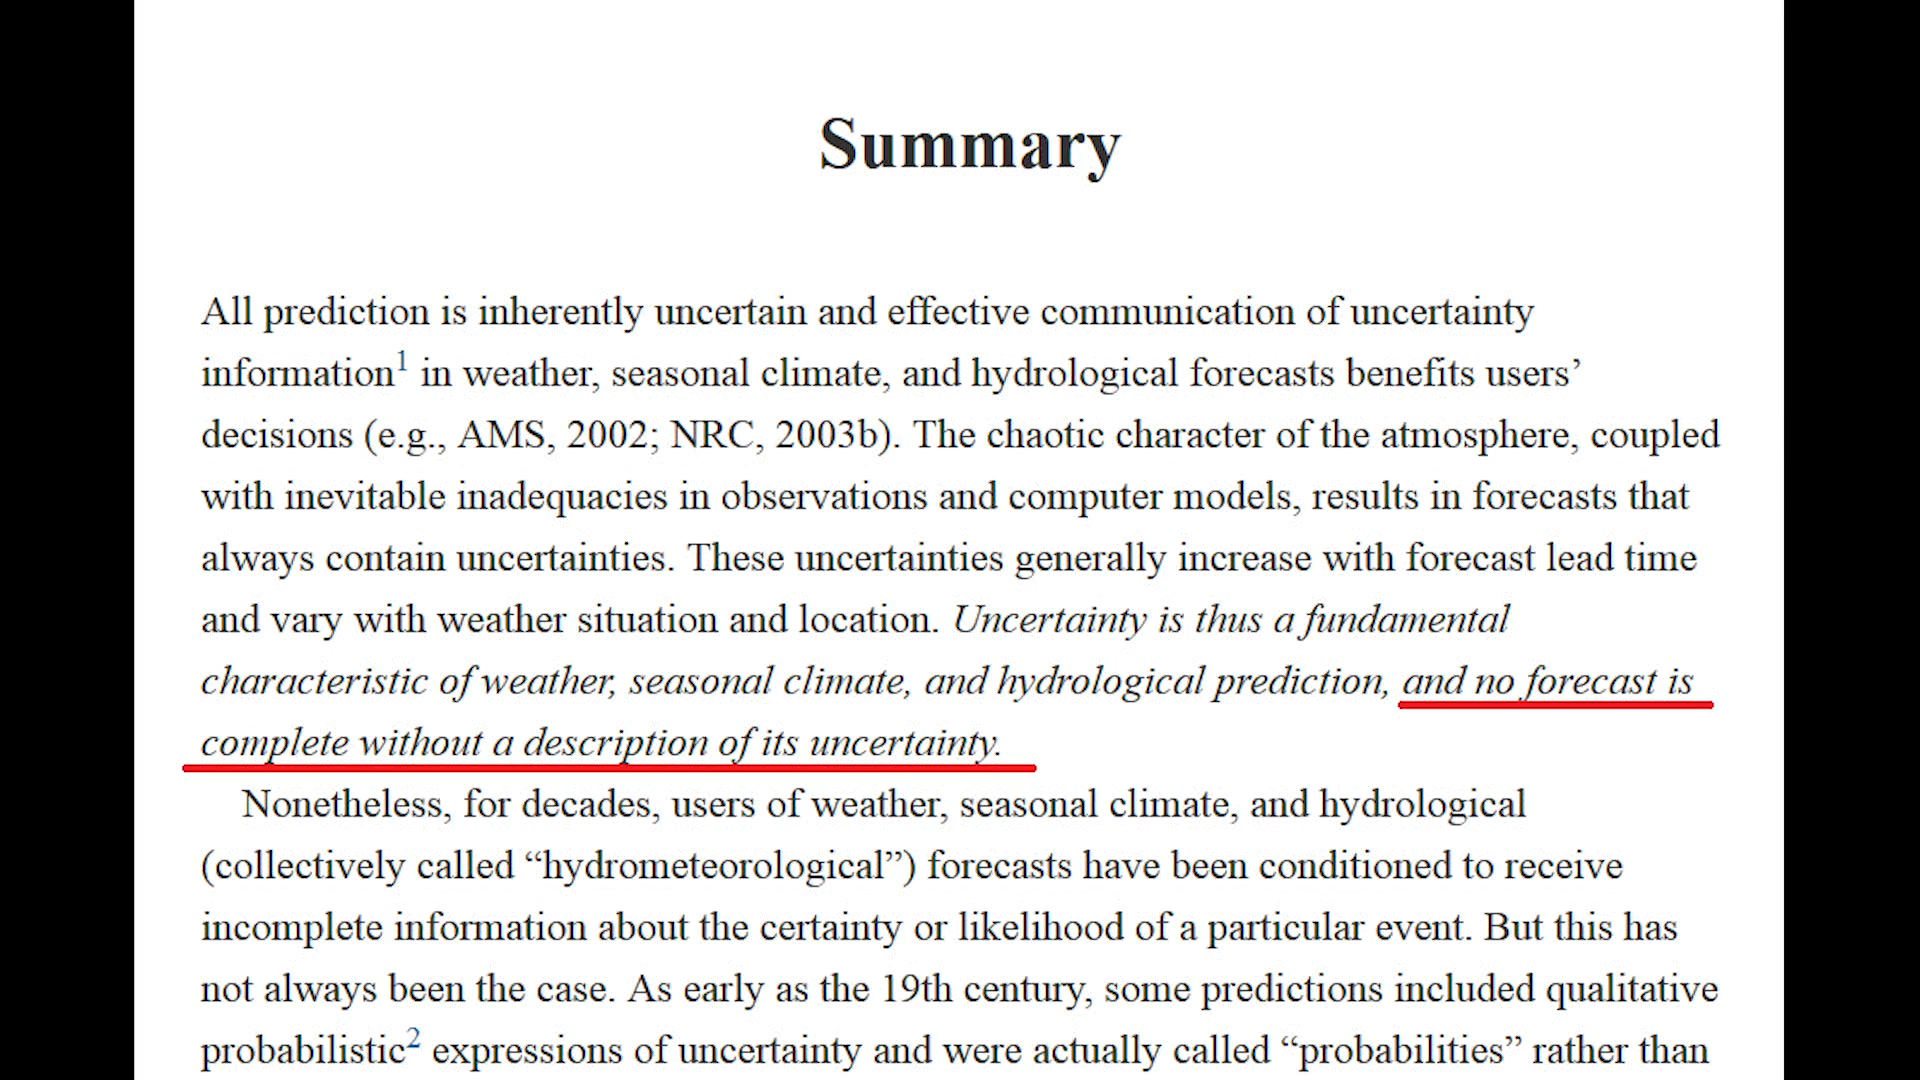 Summary
All prediction is inherently uncertain and effective communication of uncertainty
information1 in weather, seasonal climate, and hydrological forecasts benefits users’
decisions (e.g., AMS, 2002; NRC, 2003b). The chaotic character of the atmosphere, coupled
with inevitable inadequacies in observations and computer models, results in forecasts that
always contain uncertainties. These uncertainties generally increase with forecast lead time
and vary with weather situation and location. Uncertainty is thus a fundamental
characteristic of weather, seasonal climate, and hydrological prediction, and no forecast is
complete without a description of its uncertainty.
Nonetheless, for decades, users of weather, seasonal climate, and hydrological
(collectively called “hydrometeorological”) forecasts have been conditioned to receive
incomplete information about the certainty or likelihood of a particular event. But this has
not always been the case. As early as the 19th century, some predictions included qualitative
probabilistic2 expressions of uncertainty and were actually called “probabilities” rather than